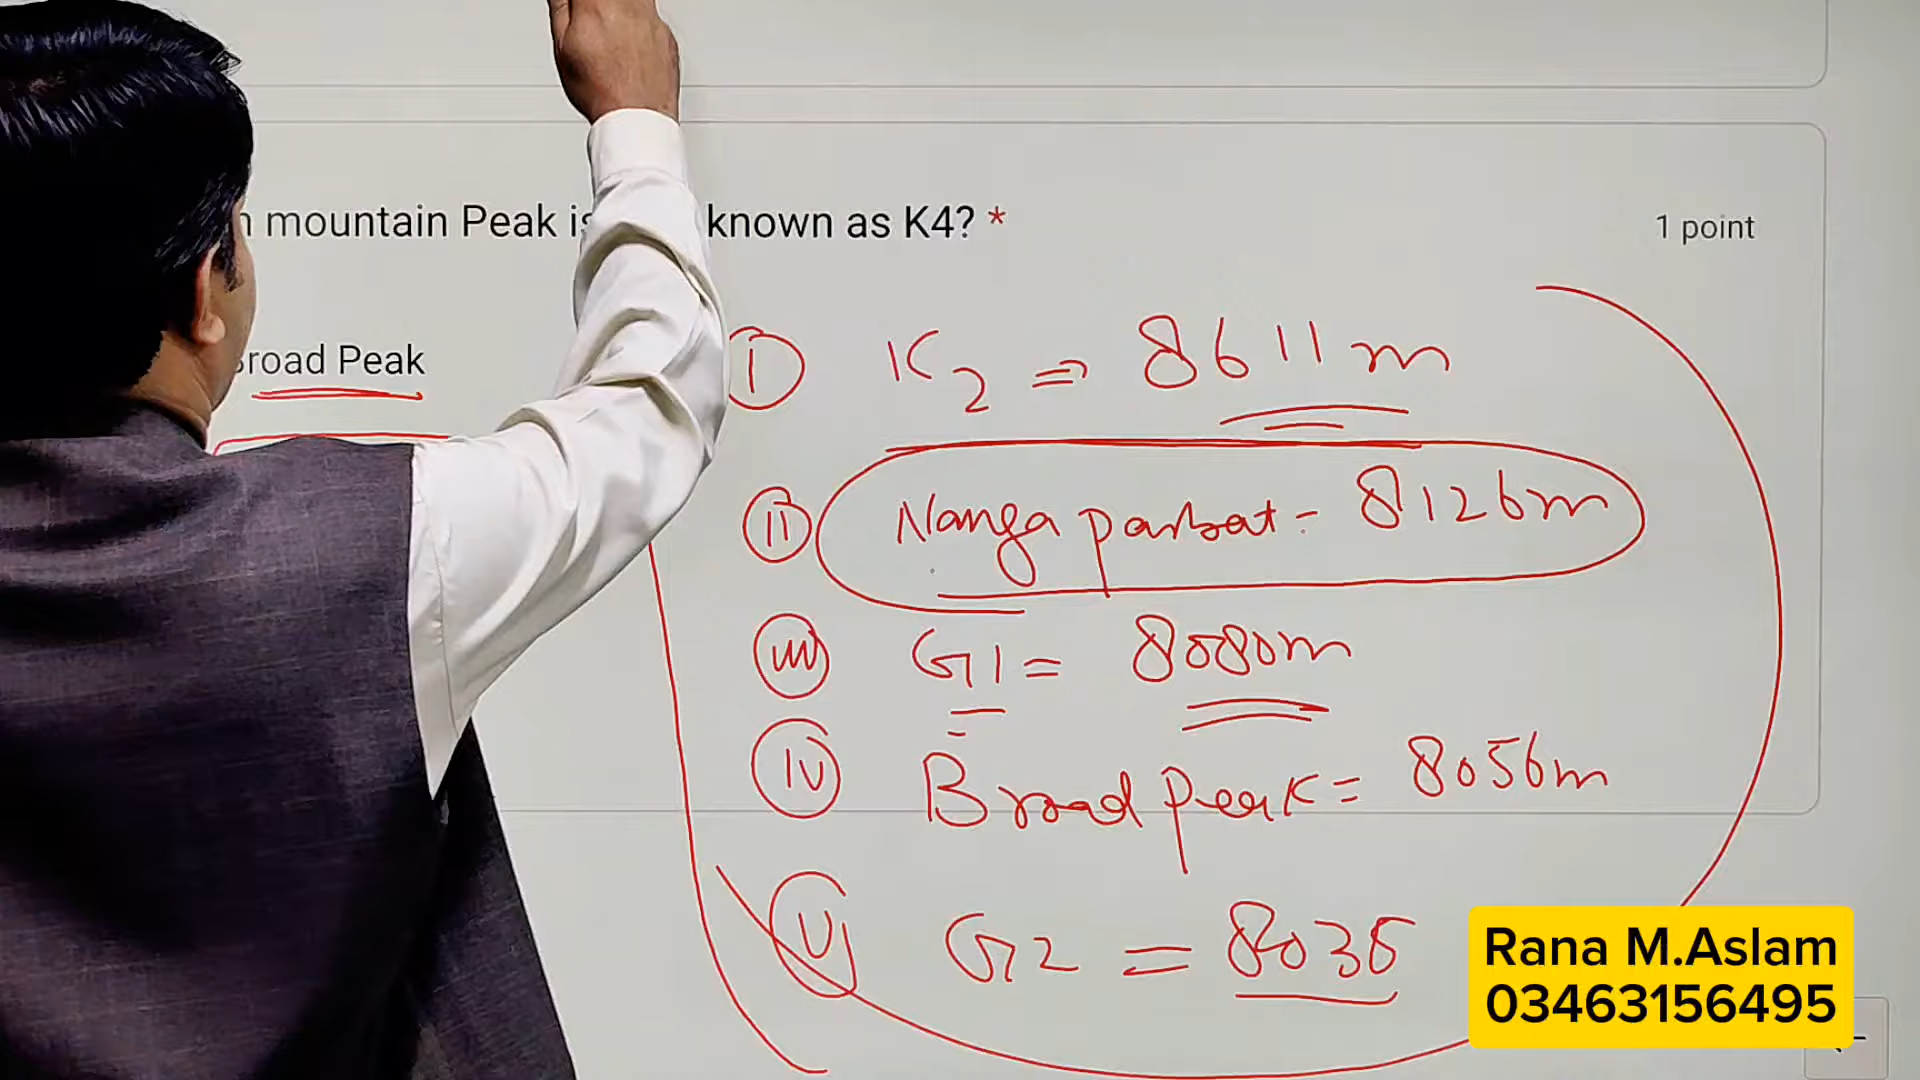 mountain Peak is known as K4? *
1 point
Broad Peak
I K2 = 8611m
II Nanga parbat = 8126m
III G1 = 8080m
IV Broad peak = 8056m
V G2 = 8035
Rana M.Aslam
03463156495